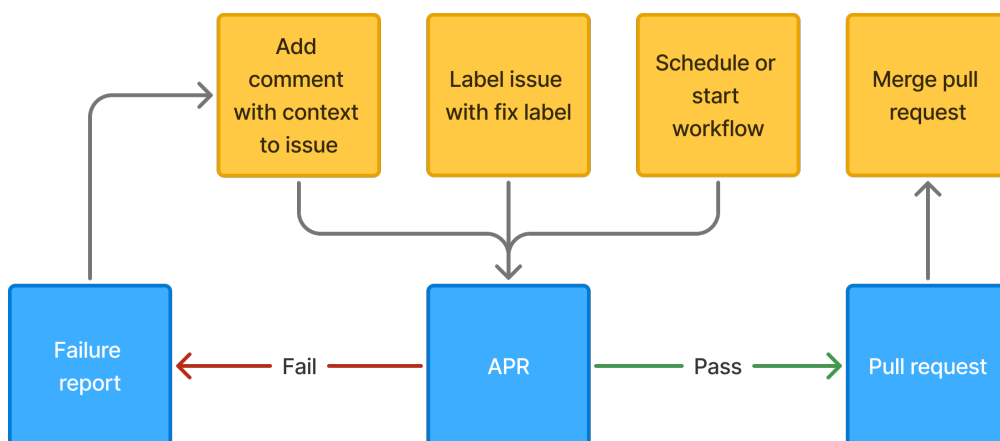 Add
comment
with context
to issue
Label issue
with fix label
Schedule or
start
workflow
Merge pull
request
Failure
report
Fail
APR
Pass
Pull request